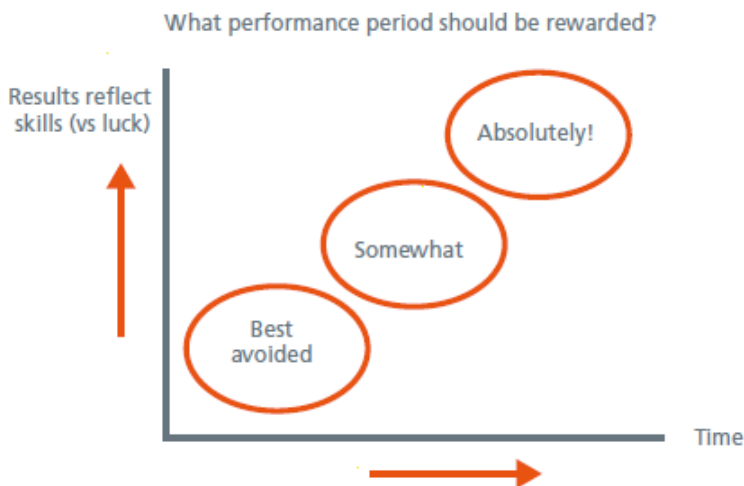 What performance period should be rewarded?
Results reflect
skills (vs luck)
Absolutely!
Somewhat
Best
avoided
Time